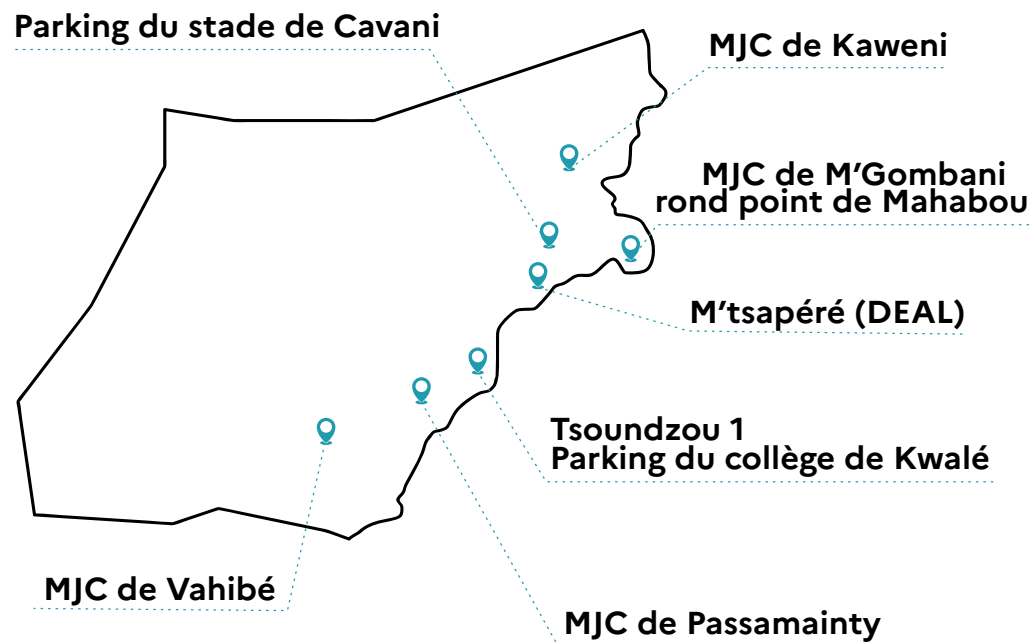 Parking du stade de Cavani
MJC de Kaweni
MJC de M’Gombani
rond point de Mahabou
M’tsapéré (DEAL)
Tsoundzou 1
Parking du collège de Kwalé
MJC de Vahibé
MJC de Passamainty